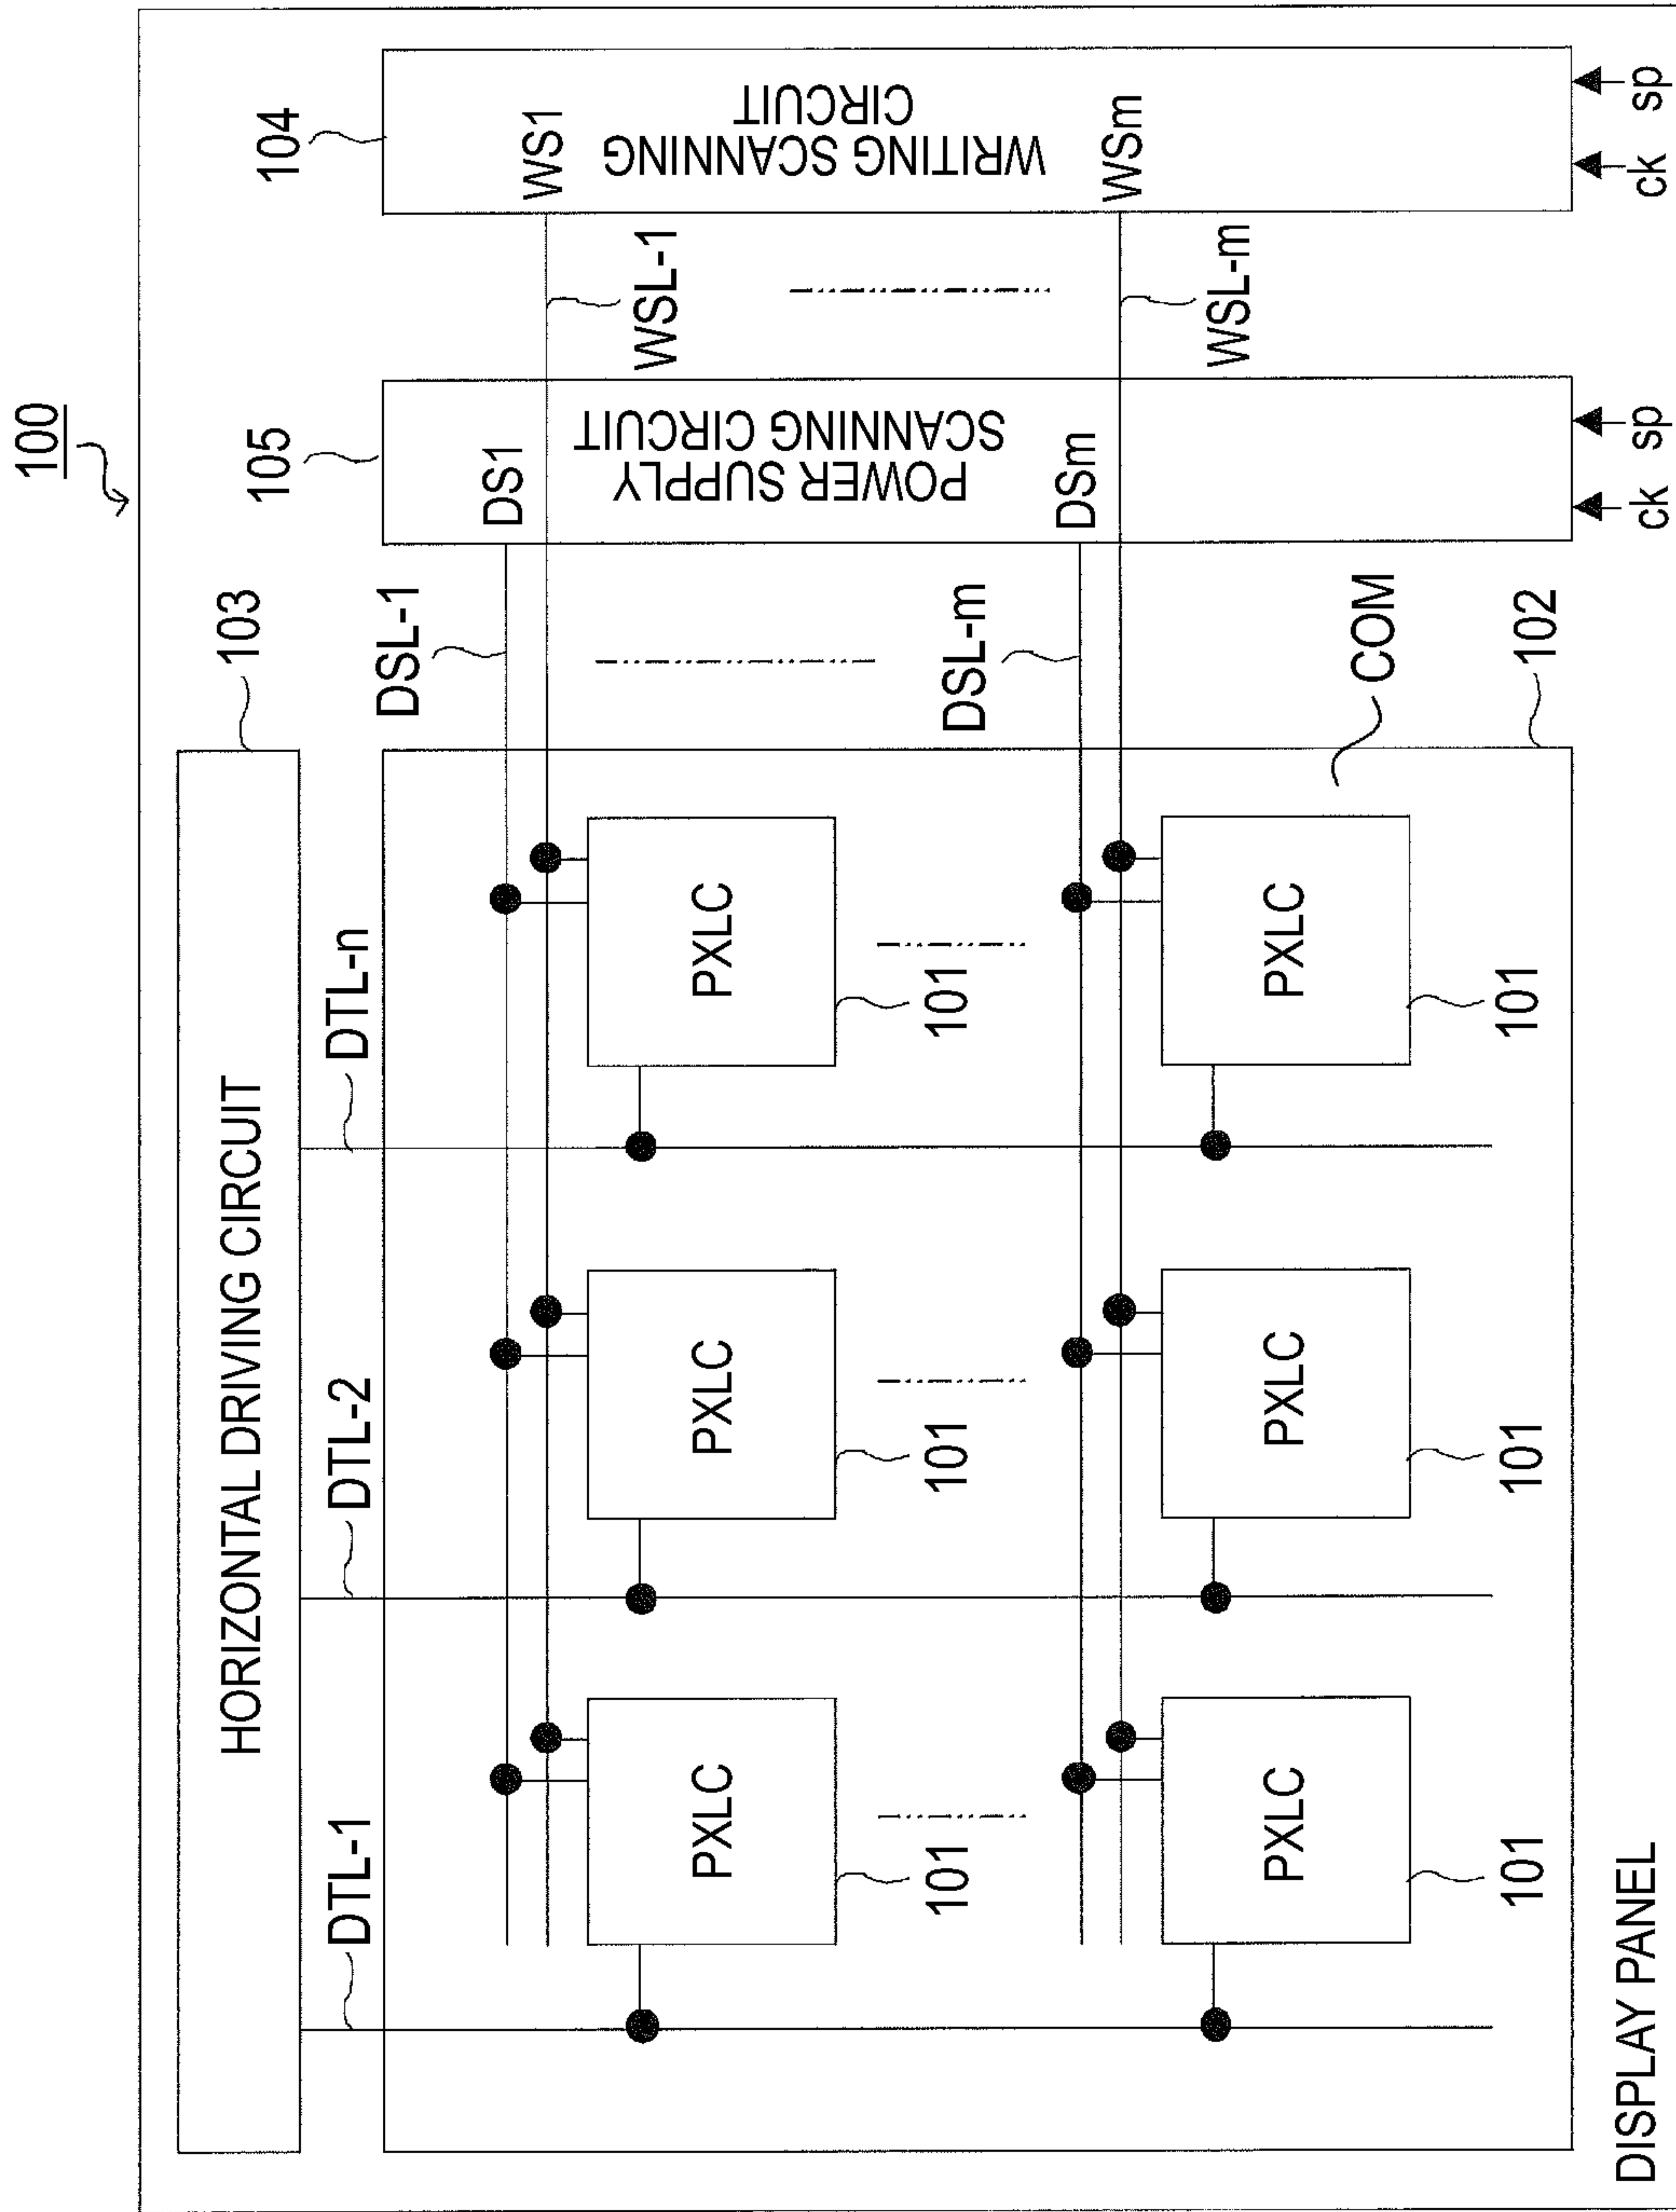 100
103
HORIZONTAL DRIVING CIRCUIT
105
104
DTL-1
DTL-2
DTL-n
DSL-1
DS1
WS1
WSL-1
POWER SUPPLY
SCANNING CIRCUIT
WRITING SCANNING
CIRCUIT
PXLC
PXLC
PXLC
101
101
101
DSL-m
DSm
WSm
WSL-m
PXLC
PXLC
PXLC
COM
101
101
101
102
ck
sp
ck
sp
DISPLAY PANEL